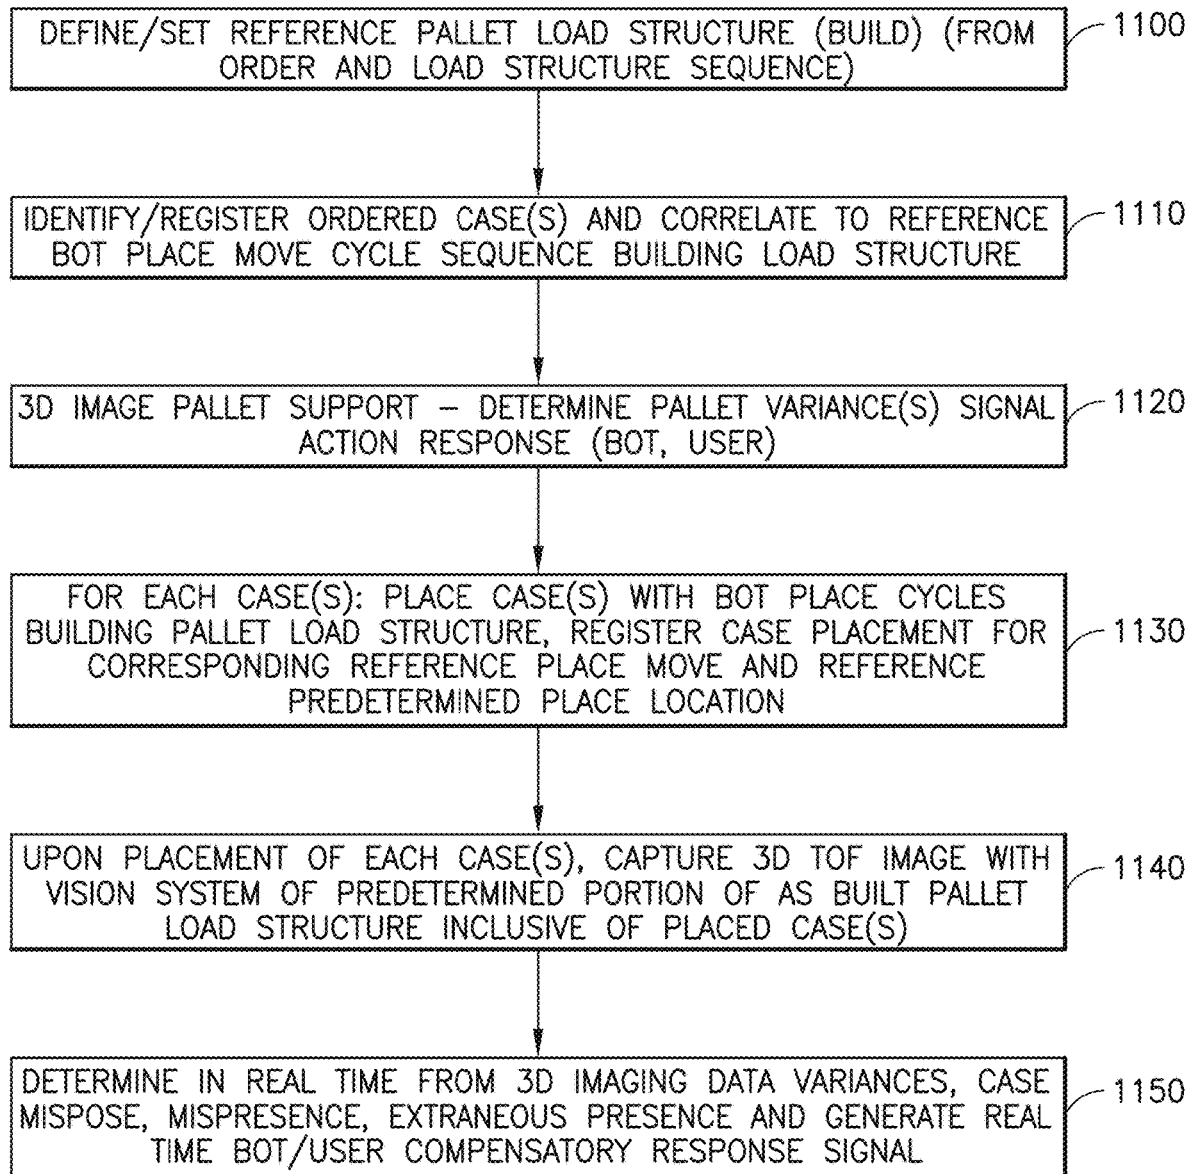 DEFINE/SET REFERENCE PALLET LOAD STRUCTURE (BUILD) (FROM
ORDER AND LOAD STRUCTURE SEQUENCE)
1100
IDENTIFY/REGISTER ORDERED CASE(S) AND CORRELATE TO REFERENCE
BOT PLACE MOVE CYCLE SEQUENCE BUILDING LOAD STRUCTURE
1110
3D IMAGE PALLET SUPPORT – DETERMINE PALLET VARIANCE(S) SIGNAL
ACTION RESPONSE (BOT, USER)
1120
FOR EACH CASE(S): PLACE CASE(S) WITH BOT PLACE CYCLES
BUILDING PALLET LOAD STRUCTURE, REGISTER CASE PLACEMENT FOR
CORRESPONDING REFERENCE PLACE MOVE AND REFERENCE
PREDETERMINED PLACE LOCATION
1130
UPON PLACEMENT OF EACH CASE(S), CAPTURE 3D TOF IMAGE WITH
VISION SYSTEM OF PREDETERMINED PORTION OF AS BUILT PALLET
LOAD STRUCTURE INCLUSIVE OF PLACED CASE(S)
1140
DETERMINE IN REAL TIME FROM 3D IMAGING DATA VARIANCES, CASE
MISPOSE, MISPRESENCE, EXTRANEOUS PRESENCE AND GENERATE REAL
TIME BOT/USER COMPENSATORY RESPONSE SIGNAL
1150